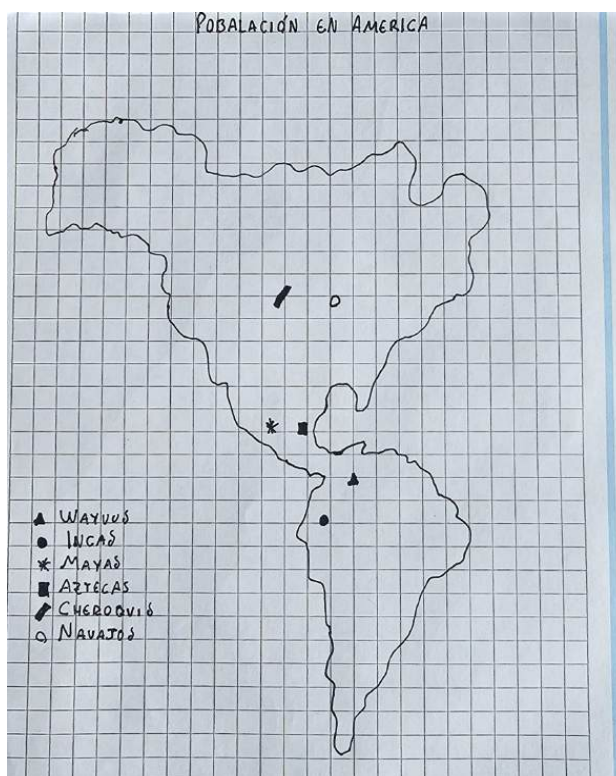 POBALACIÓN EN AMERICA
WAYUUS
INCAS
MAYAS
AZTECAS
CHEROQUIS
NAVAJOS